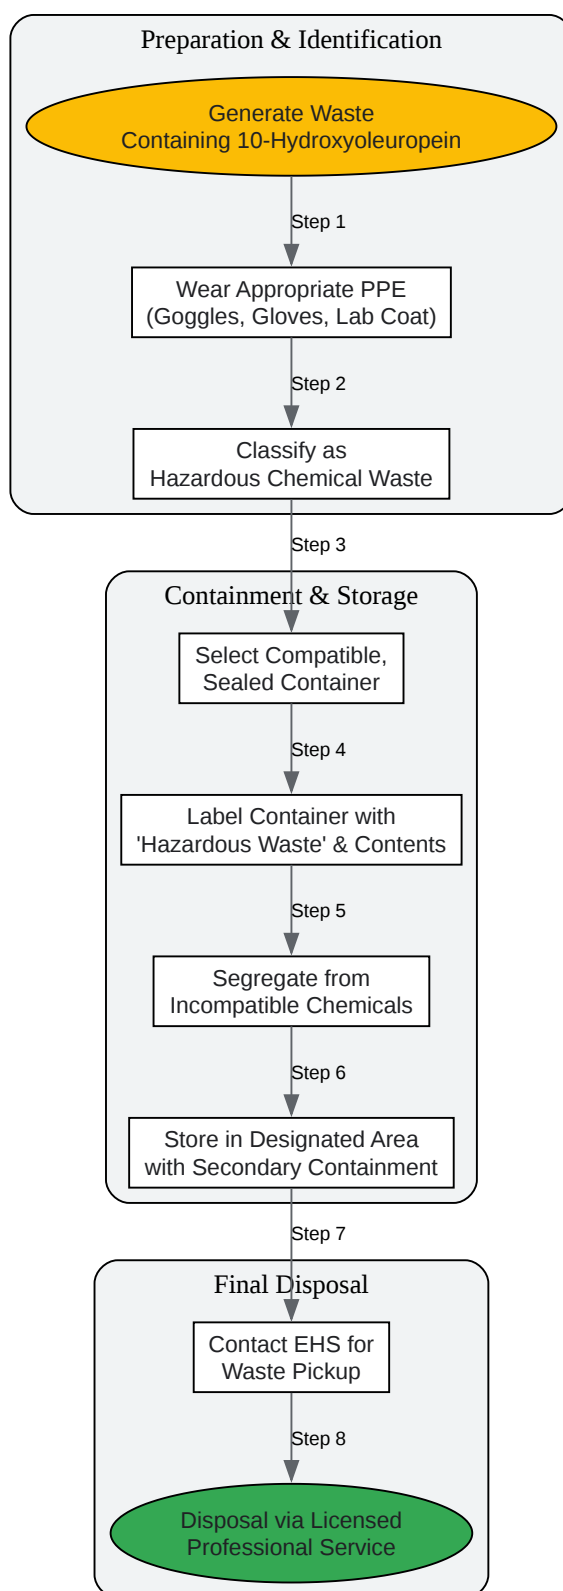 Preparation & Identification
Generate Waste
Containing 10-Hydroxyoleuropein
Step 1
Wear Appropriate PPE
(Goggles, Gloves, Lab Coat)
Step 2
Classify as
Hazardous Chemical Waste
Step 3
Containment & Storage
Select Compatible,
Sealed Container
Step 4
Label Container with
'Hazardous Waste' & Contents
Step 5
Segregate from
Incompatible Chemicals
Step 6
Store in Designated Area
with Secondary Containment
Step 7
Final Disposal
Contact EHS for
Waste Pickup
Step 8
Disposal via Licensed
Professional Service